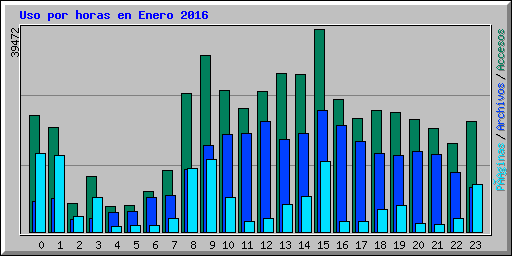 Uso por horas en Enero 2016
39472
Pãginas / Archivos / Accesos
0 1 2 3 4 5 6 7 8 9 10 11 12 13 14 15 16 17 18 19 20 21 22 23